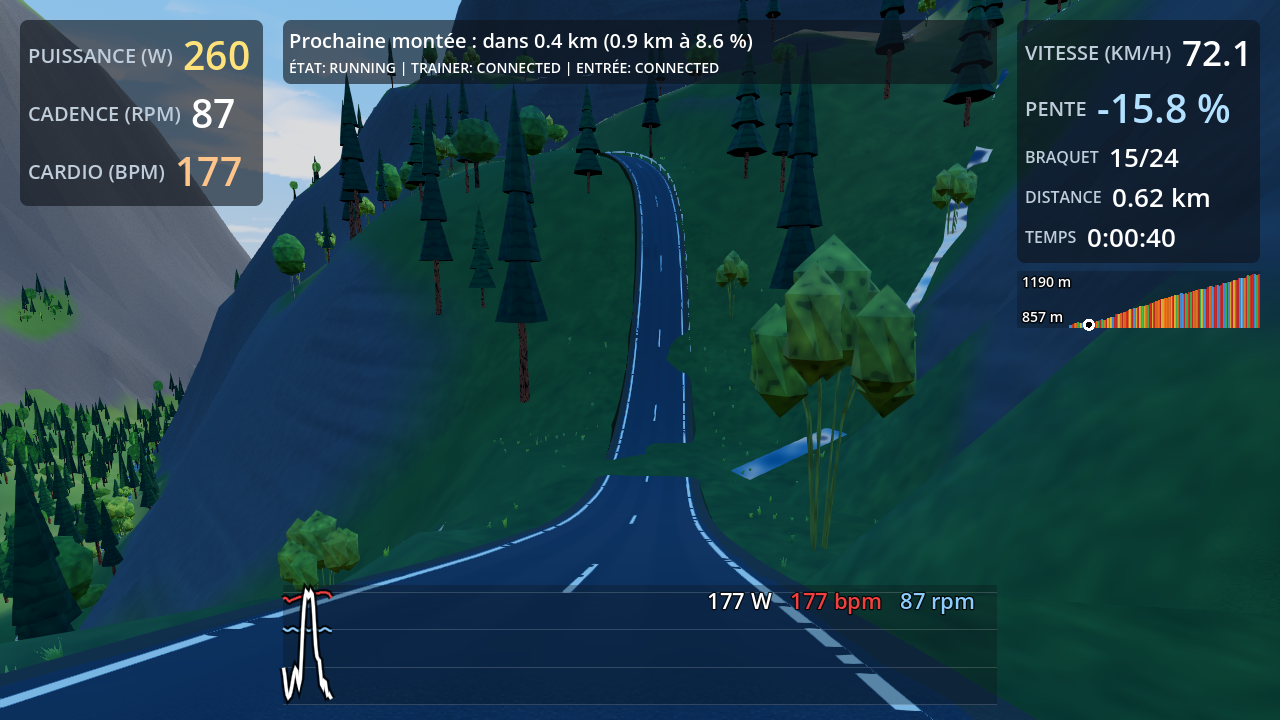 PUISSANCE (W) 260
CADENCE (RPM) 87
CARDIO (BPM) 177
Prochaine montée : dans 0.4 km (0.9 km à 8.6 %)
ÉTAT: RUNNING | TRAINER: CONNECTED | ENTRÉE: CONNECTED
VITESSE (KM/H) 72.1
PENTE -15.8 %
BRAQUET 15/24
DISTANCE 0.62 km
TEMPS 0:00:40
1190 m
857 m
177 W 177 bpm 87 rpm